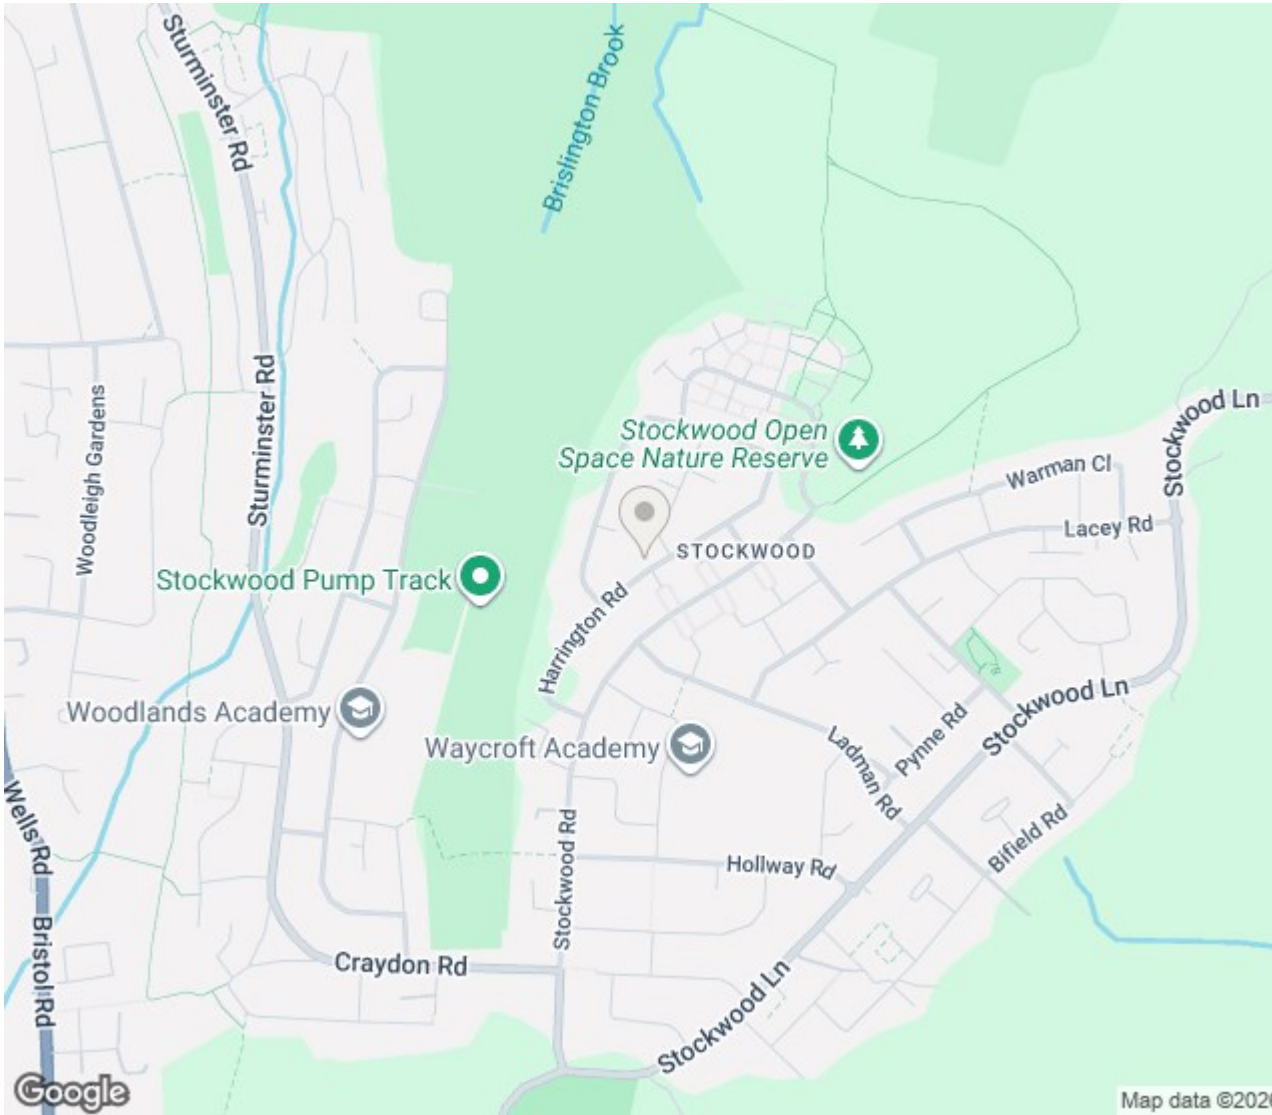 Sturminster Rd
Brislington Brook
Sturminster Rd
Woodleigh Gardens
Stockwood Ln
Stockwood Open
Space Nature Reserve
Warman Cl
Lacey Rd
Stockwood Ln
STOCKWOOD
Stockwood Pump Track
Harrington Rd
Woodlands Academy
Waycroft Academy
Ladman Rd
Pynne Rd
Wells Rd
Stockwood Rd
Hollway Rd
Bifield Rd
Bristol Rd
Craydon Rd
Stockwood Ln
Google
Map data ©2026